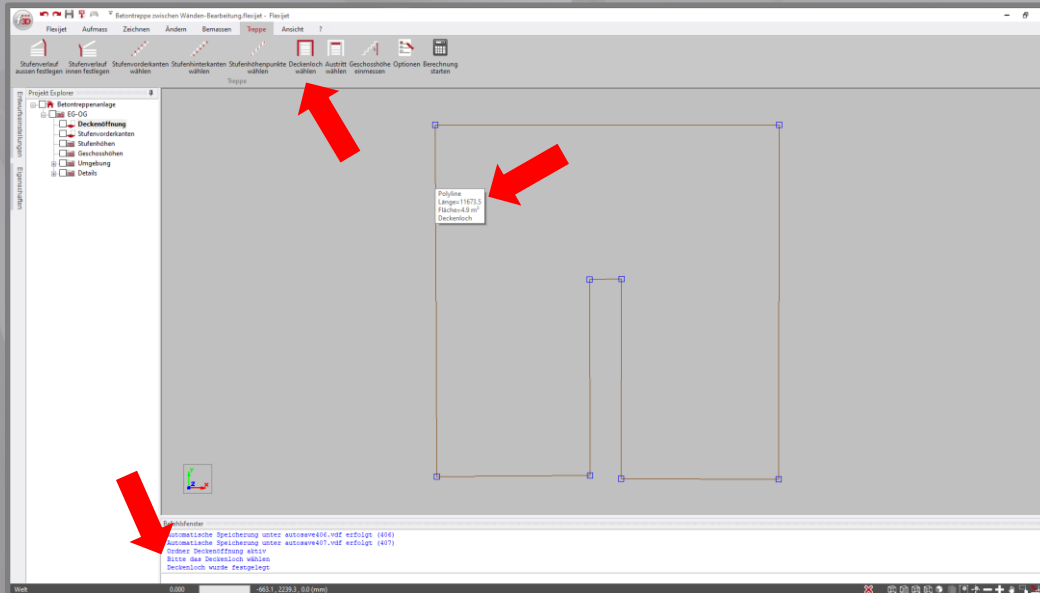 Betontreppe zwischen Wänden-Bearbeitung.flexijet - Flexijet
Flexijet Aufmass Zeichnen Ändern Bemessen Treppe Ansicht ?
Stufenverlauf aussen festlegen
Stufenverlauf innen festlegen
Stufenvorderkanten wählen
Stufenhinterkanten wählen
Stufenhöhenpunkte wählen
Deckenloch wählen
Austritt wählen
Geschosshöhe einmessen
Optionen
Berechnung starten
Treppe
Projekt Explorer
Entwurfseinstellungen
Eigenschaften
Betontreppenanlage
EG-OG
Deckenöffnung
Stufenvorderkanten
Stufenhöhen
Geschosshöhen
Umgebung
Details
Polyline
Länge=11673.5
Fläche=4.9 m²
Deckenloch
Y
Z X
Befehlsfenster
Automatische Speicherung unter autosave406.vdf erfolgt (406)
Automatische Speicherung unter autosave407.vdf erfolgt (407)
Ordner Deckenöffnung aktiv
Bitte das Deckenloch wählen
Deckenloch wurde festgelegt
Welt 0.000 -663.1 , 2239.3 , 0.0 (mm)